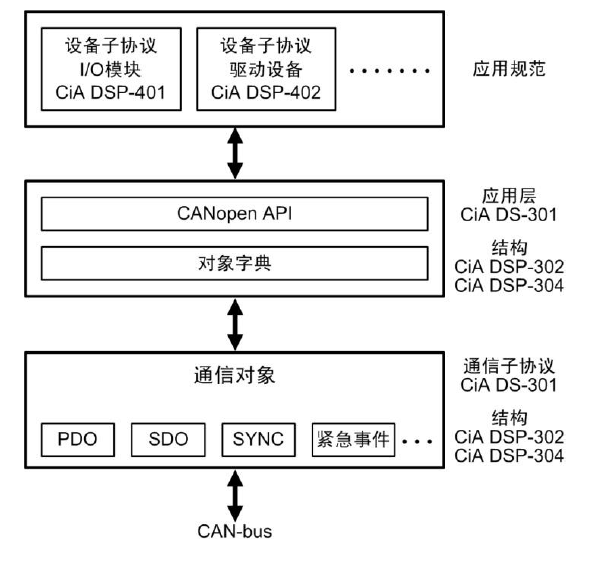 设备子协议
I/O模块
CiA DSP-401
设备子协议
驱动设备
CiA DSP-402
·······
应用规范
CANopen API
对象字典
应用层
CiA DS-301
结构
CiA DSP-302
CiA DSP-304
通信对象
PDO
SDO
SYNC
紧急事件
···
通信子协议
CiA DS-301
结构
CiA DSP-302
CiA DSP-304
CAN-bus